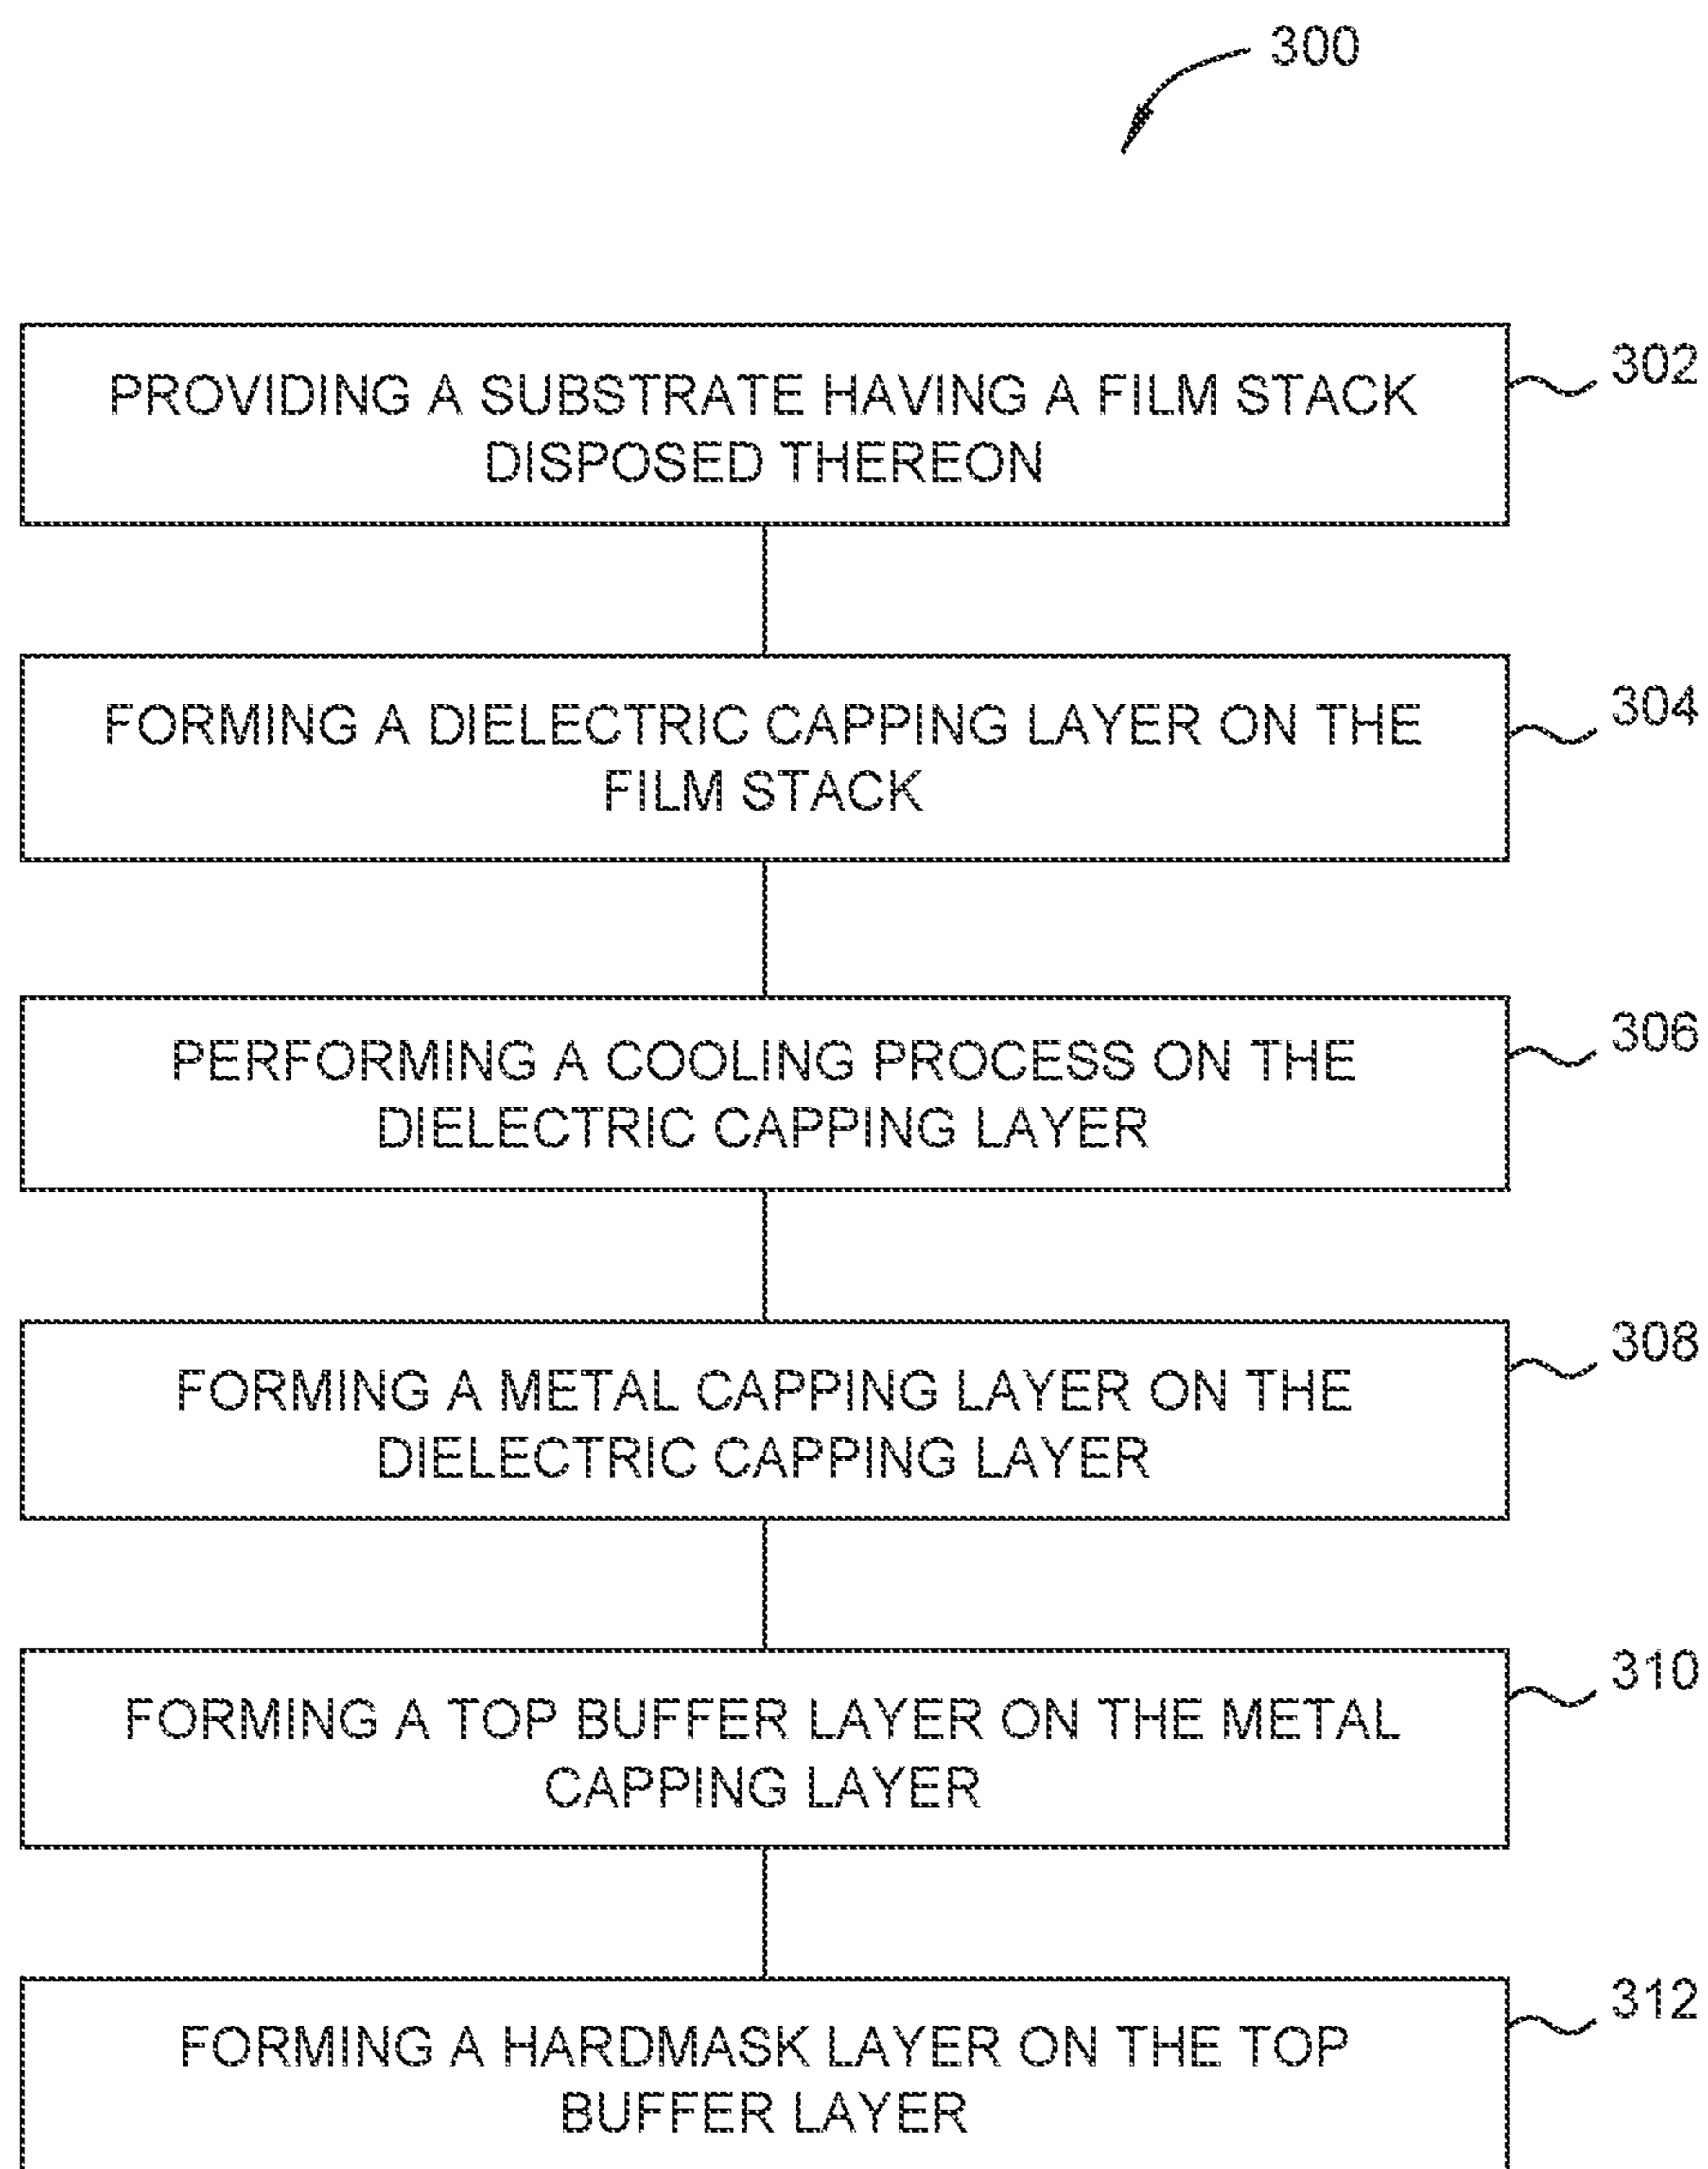 300
PROVIDING A SUBSTRATE HAVING A FILM STACK
DISPOSED THEREON
302
FORMING A DIELECTRIC CAPPING LAYER ON THE
FILM STACK
304
PERFORMING A COOLING PROCESS ON THE
DIELECTRIC CAPPING LAYER
306
FORMING A METAL CAPPING LAYER ON THE
DIELECTRIC CAPPING LAYER
308
FORMING A TOP BUFFER LAYER ON THE METAL
CAPPING LAYER
310
FORMING A HARDMASK LAYER ON THE TOP
BUFFER LAYER
312